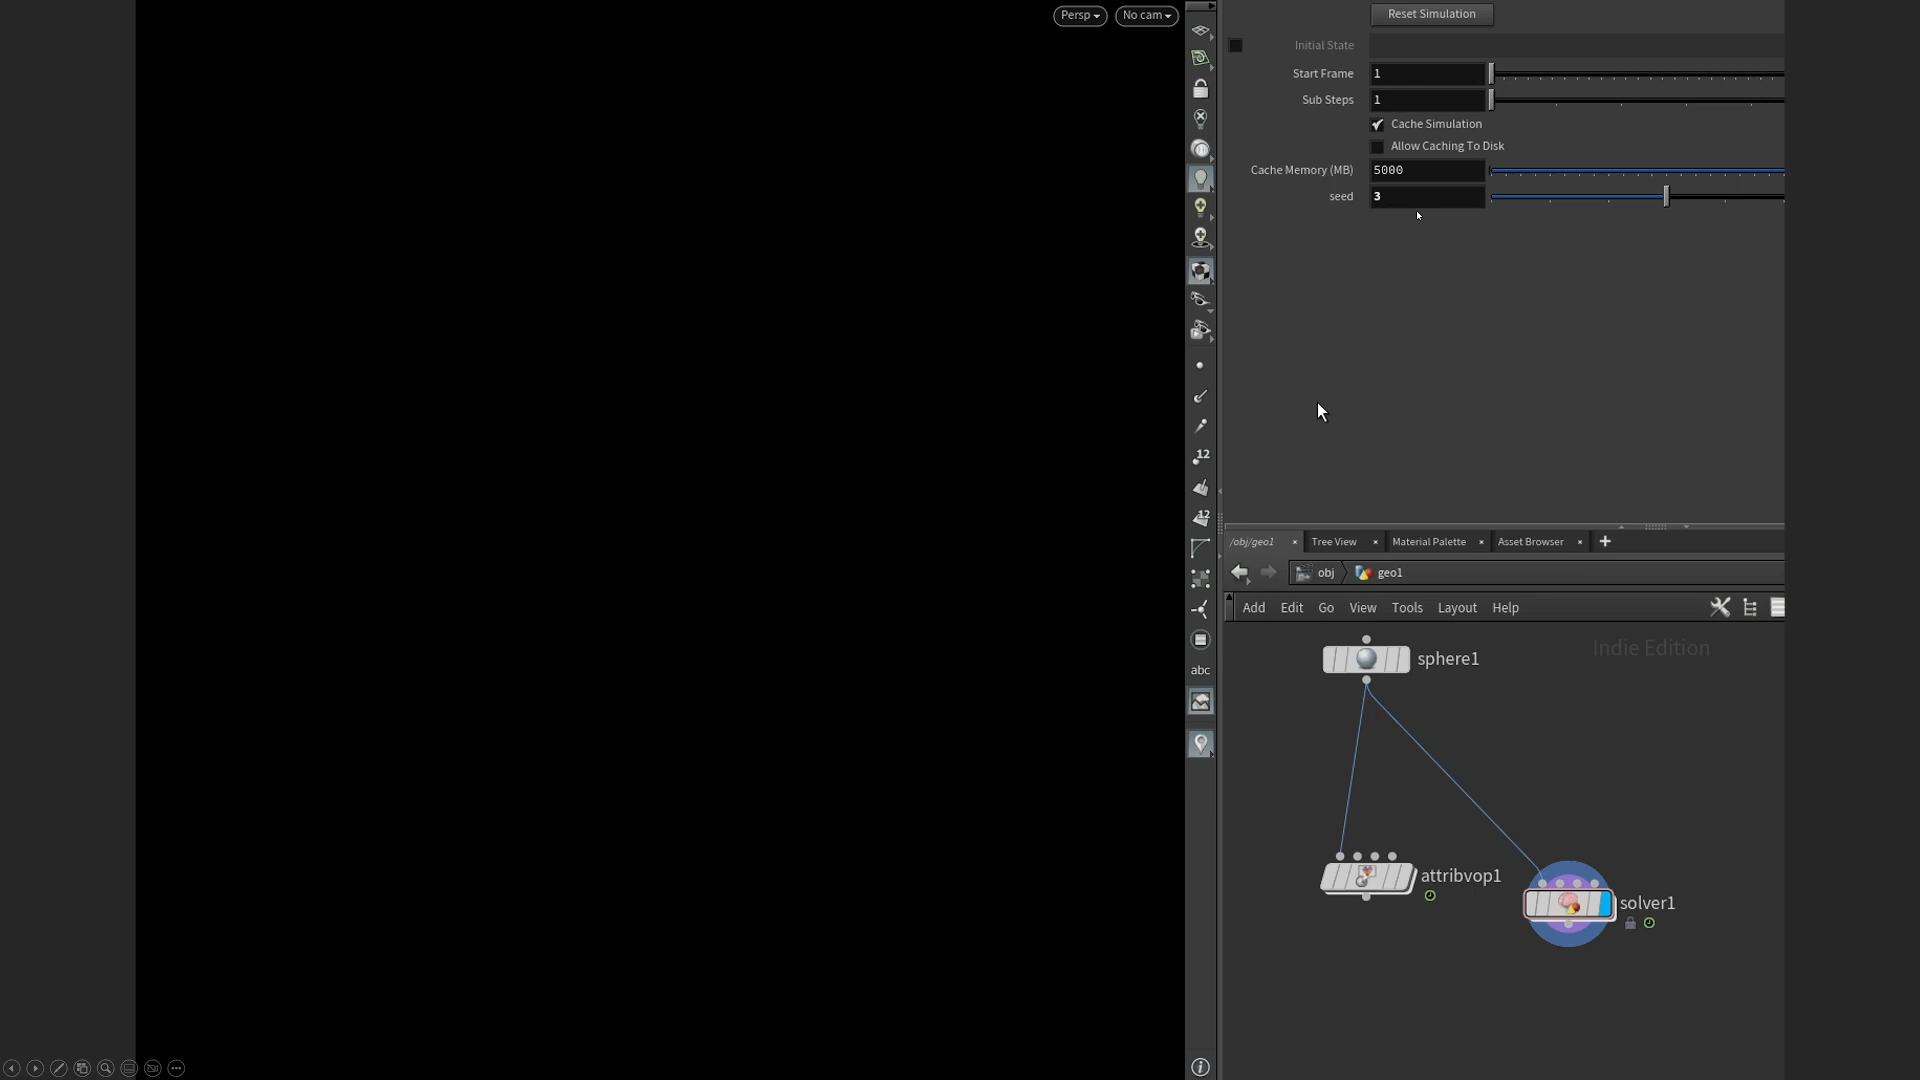 Persp
No cam
Reset Simulation
Initial State
Start Frame 1
Sub Steps 1
Cache Simulation
Allow Caching To Disk
Cache Memory (MB) 5000
seed 3
12
12
abc
/obj/geo1 Tree View Material Palette Asset Browser
obj geo1
Add Edit Go View Tools Layout Help
Indie Edition
sphere1
attribvop1
solver1